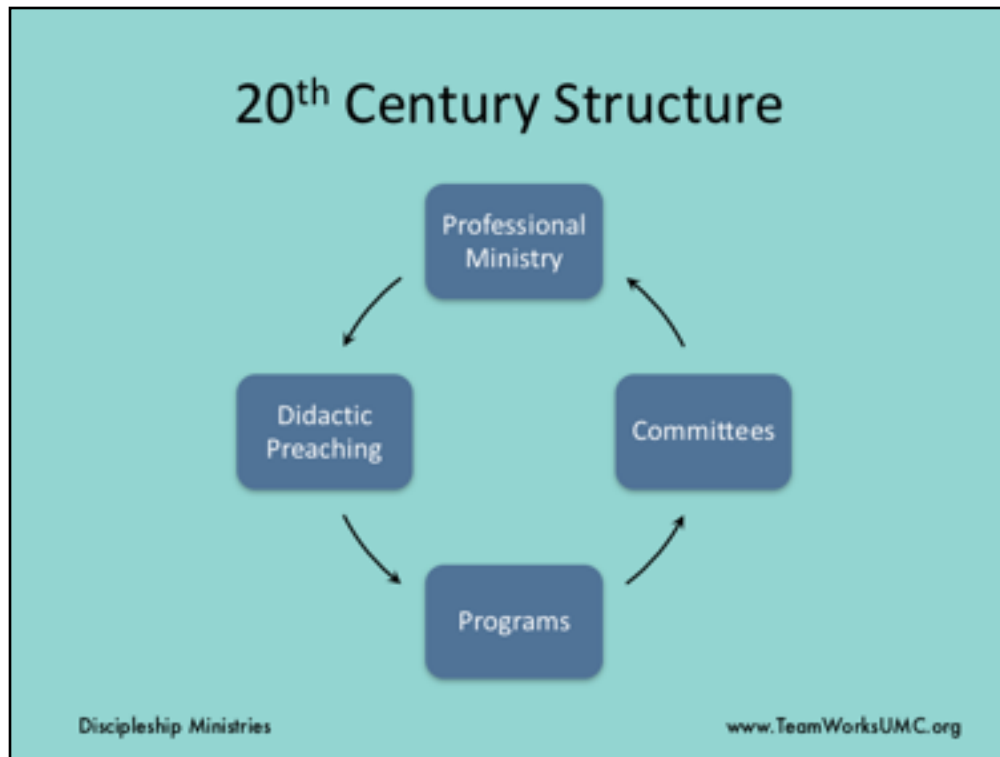 20th Century Structure
Professional
Ministry
Didactic
Preaching
Committees
Programs
Discipleship Ministries
www.TeamWorksUMC.org